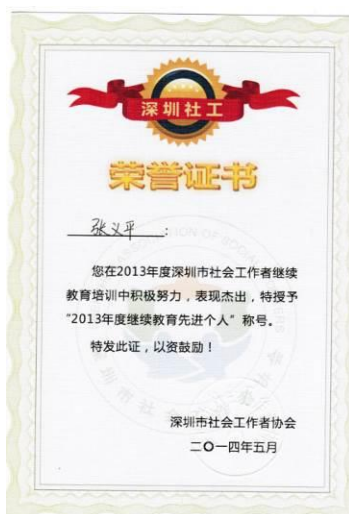 深圳社工
荣誉证书
张义平：
您在2013年度深圳市社会工作者继续
教育培训中积极努力，表现杰出，特授予
“2013年度继续教育先进个人”称号。
特发此证，以资鼓励！
深圳市社会工作者协会
二〇一四年五月